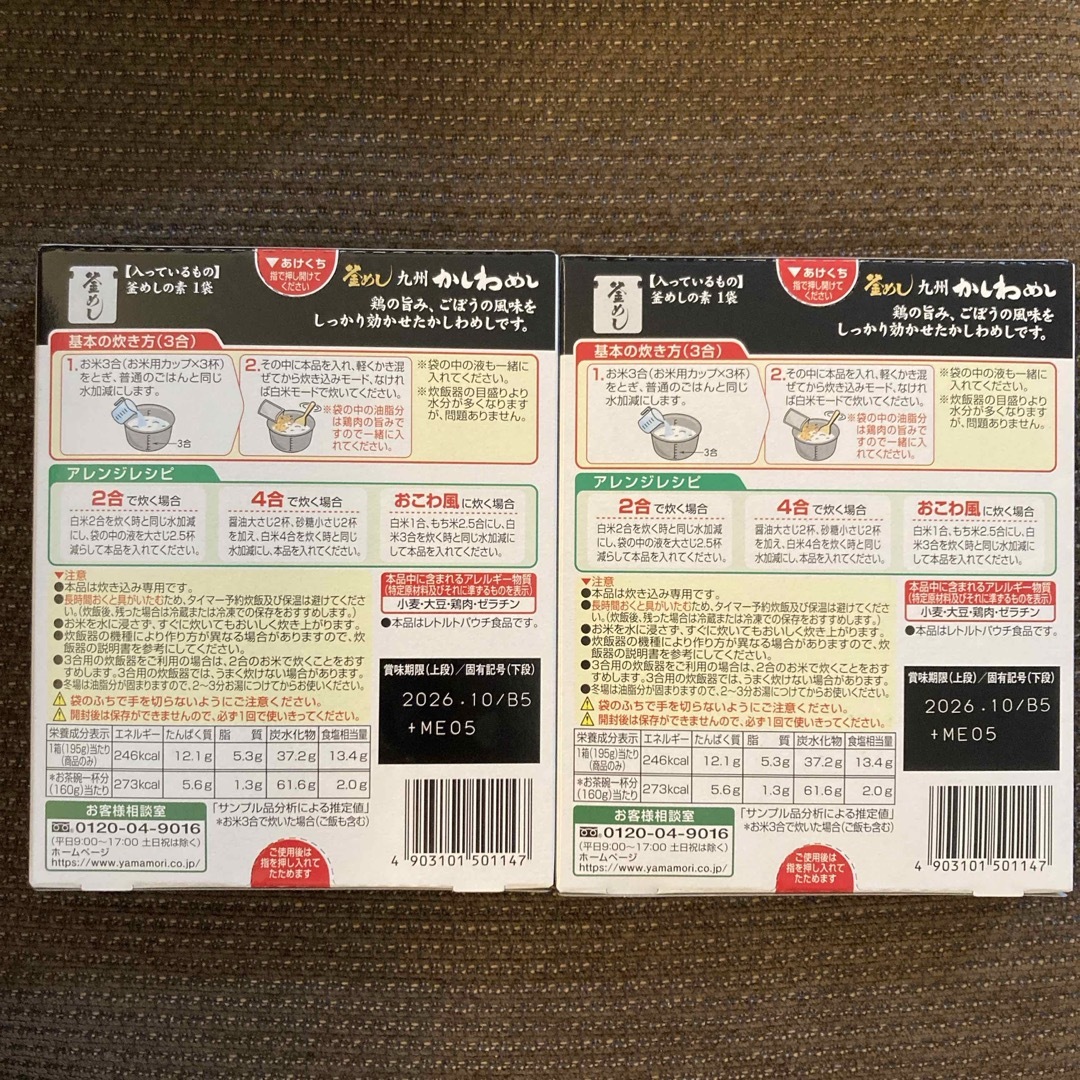 釜めし
【入っているもの】
釜めしの素 1袋
▼あけくち
指で押し開けて
ください
釜めし 九州 かしわめし
鶏の旨み、ごぼうの風味を
しっかり効かせたかしわめしです。
基本の炊き方(3合)
1.お米3合(お米用カップ×3杯)
をとぎ、普通のごはんと同じ
水加減にします。
3合
2.その中に本品を入れ、軽くかき混
ぜてから炊き込みモード、なけれ
ば白米モードで炊いてください。
※袋の中の油脂分
は鶏肉の旨みで
すので一緒に入
れてください。
※袋の中の液も一緒に
入れてください。
※炊飯器の目盛りより
水分が多くなります
が、問題ありません。
アレンジレシピ
2合で炊く場合
白米2合を炊く時と同じ水加減
にし、袋の中の液を大さじ2.5杯
減らして本品を入れてください。
4合で炊く場合
醤油大さじ2杯、砂糖小さじ2杯
を加え、白米4合を炊く時と同じ
水加減にし、本品を入れてください。
おこわ風に炊く場合
白米1合、もち米2.5合にし、白
米3合を炊く時と同じ水加減に
して本品を入れてください。
▼注意
●本品は炊き込み専用です。
●長時間おくと具がいたむため、タイマー予約炊飯及び保温は避けてくださ
い。(炊飯後、残った場合は冷蔵または冷凍での保存をおすすめします。)
●お米を水に浸さず、すぐに炊いてもおいしく炊き上がります。
●炊飯器の機種により作り方が異なる場合がありますので、炊
飯器の説明書を参考にしてください。
●3合用の炊飯器をご利用の場合は、2合のお米で炊くことをおす
すめします。3合用の炊飯器では、うまく炊けない場合があります。
●冬場は油脂分が固まりますので、2〜3分お湯につけてからお使いください。
袋のふちで手を切らないようにご注意ください。
開封後は保存ができませんので、必ず1回で使いきってください。
本品中に含まれるアレルギー物質
(特定原材料及びそれに準ずるものを表示)
小麦・大豆・鶏肉・ゼラチン
●本品はレトルトパウチ食品です。
賞味期限(上段)/固有記号(下段)
2026.10/B5
+ME05
栄養成分表示 エネルギー たんぱく質 脂質 炭水化物 食塩相当量
1箱(195g)当たり
(商品のみ) 246kcal 12.1g 5.3g 37.2g 13.4g
*お茶碗一杯分
(160g)当たり 273kcal 5.6g 1.3g 61.6g 2.0g
お客様相談室
0120-04-9016
(平日9:00〜17:00 土日祝は除く)
ホームページ
https://www.yamamori.co.jp/
「サンプル品分析による推定値」
*お米3合で炊いた場合(ご飯も含む)
ご使用後は
指を押し入れて
たためます
4 903101 501147
釜めし
【入っているもの】
釜めしの素 1袋
▼あけくち
指で押し開けて
ください
釜めし 九州 かしわめし
鶏の旨み、ごぼうの風味を
しっかり効かせたかしわめしです。
基本の炊き方(3合)
1.お米3合(お米用カップ×3杯)
をとぎ、普通のごはんと同じ
水加減にします。
3合
2.その中に本品を入れ、軽くかき混
ぜてから炊き込みモード、なけれ
ば白米モードで炊いてください。
※袋の中の油脂分
は鶏肉の旨みで
すので一緒に入
れてください。
※袋の中の液も一緒に
入れてください。
※炊飯器の目盛りより
水分が多くなります
が、問題ありません。
アレンジレシピ
2合で炊く場合
白米2合を炊く時と同じ水加減
にし、袋の中の液を大さじ2.5杯
減らして本品を入れてください。
4合で炊く場合
醤油大さじ2杯、砂糖小さじ2杯
を加え、白米4合を炊く時と同じ
水加減にし、本品を入れてください。
おこわ風に炊く場合
白米1合、もち米2.5合にし、白
米3合を炊く時と同じ水加減に
して本品を入れてください。
▼注意
●本品は炊き込み専用です。
●長時間おくと具がいたむため、タイマー予約炊飯及び保温は避けてくださ
い。(炊飯後、残った場合は冷蔵または冷凍での保存をおすすめします。)
●お米を水に浸さず、すぐに炊いてもおいしく炊き上がります。
●炊飯器の機種により作り方が異なる場合がありますので、炊
飯器の説明書を参考にしてください。
●3合用の炊飯器をご利用の場合は、2合のお米で炊くことをおす
すめします。3合用の炊飯器では、うまく炊けない場合があります。
●冬場は油脂分が固まりますので、2〜3分お湯につけてからお使いください。
袋のふちで手を切らないようにご注意ください。
開封後は保存ができませんので、必ず1回で使いきってください。
本品中に含まれるアレルギー物質
(特定原材料及びそれに準ずるものを表示)
小麦・大豆・鶏肉・ゼラチン
●本品はレトルトパウチ食品です。
賞味期限(上段)/固有記号(下段)
2026.10/B5
+ME05
栄養成分表示 エネルギー たんぱく質 脂質 炭水化物 食塩相当量
1箱(195g)当たり
(商品のみ) 246kcal 12.1g 5.3g 37.2g 13.4g
*お茶碗一杯分
(160g)当たり 273kcal 5.6g 1.3g 61.6g 2.0g
お客様相談室
0120-04-9016
(平日9:00〜17:00 土日祝は除く)
ホームページ
https://www.yamamori.co.jp/
「サンプル品分析による推定値」
*お米3合で炊いた場合(ご飯も含む)
ご使用後は
指を押し入れて
たためます
4 903101 501147